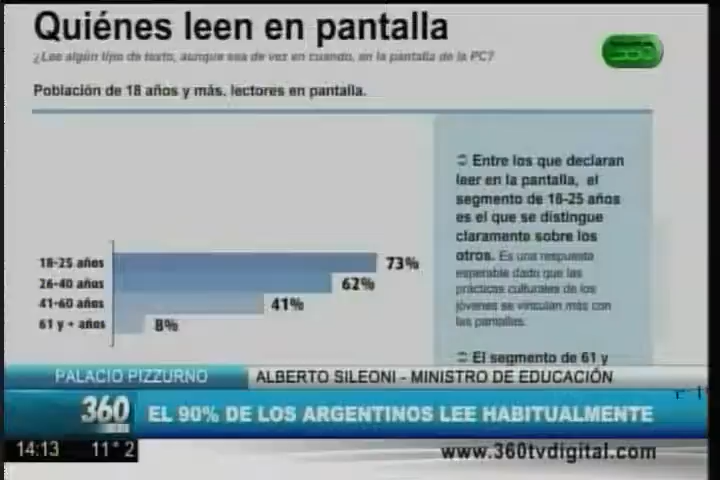 Quiénes leen en pantalla
¿Lee algún tipo de texto, aunque sea de vez en cuando, en la pantalla de la PC?
Población de 18 años y más, lectores en pantalla.
360
Entre los que declaran
leer en la pantalla, el
segmento de 18-25 años
es el que se distingue
claramente sobre los
otros. Es una respuesta
esperable dado que las
prácticas culturales de los
jóvenes se vinculan más con
las pantallas.
El segmento de 61 y
18-25 años 73%
26-40 años 62%
41-60 años 41%
61 y + años 8%
PALACIO PIZZURNO
ALBERTO SILEONI - MINISTRO DE EDUCACIÓN
360
EL 90% DE LOS ARGENTINOS LEE HABITUALMENTE
14:13 11° 2
www.360tvdigital.com